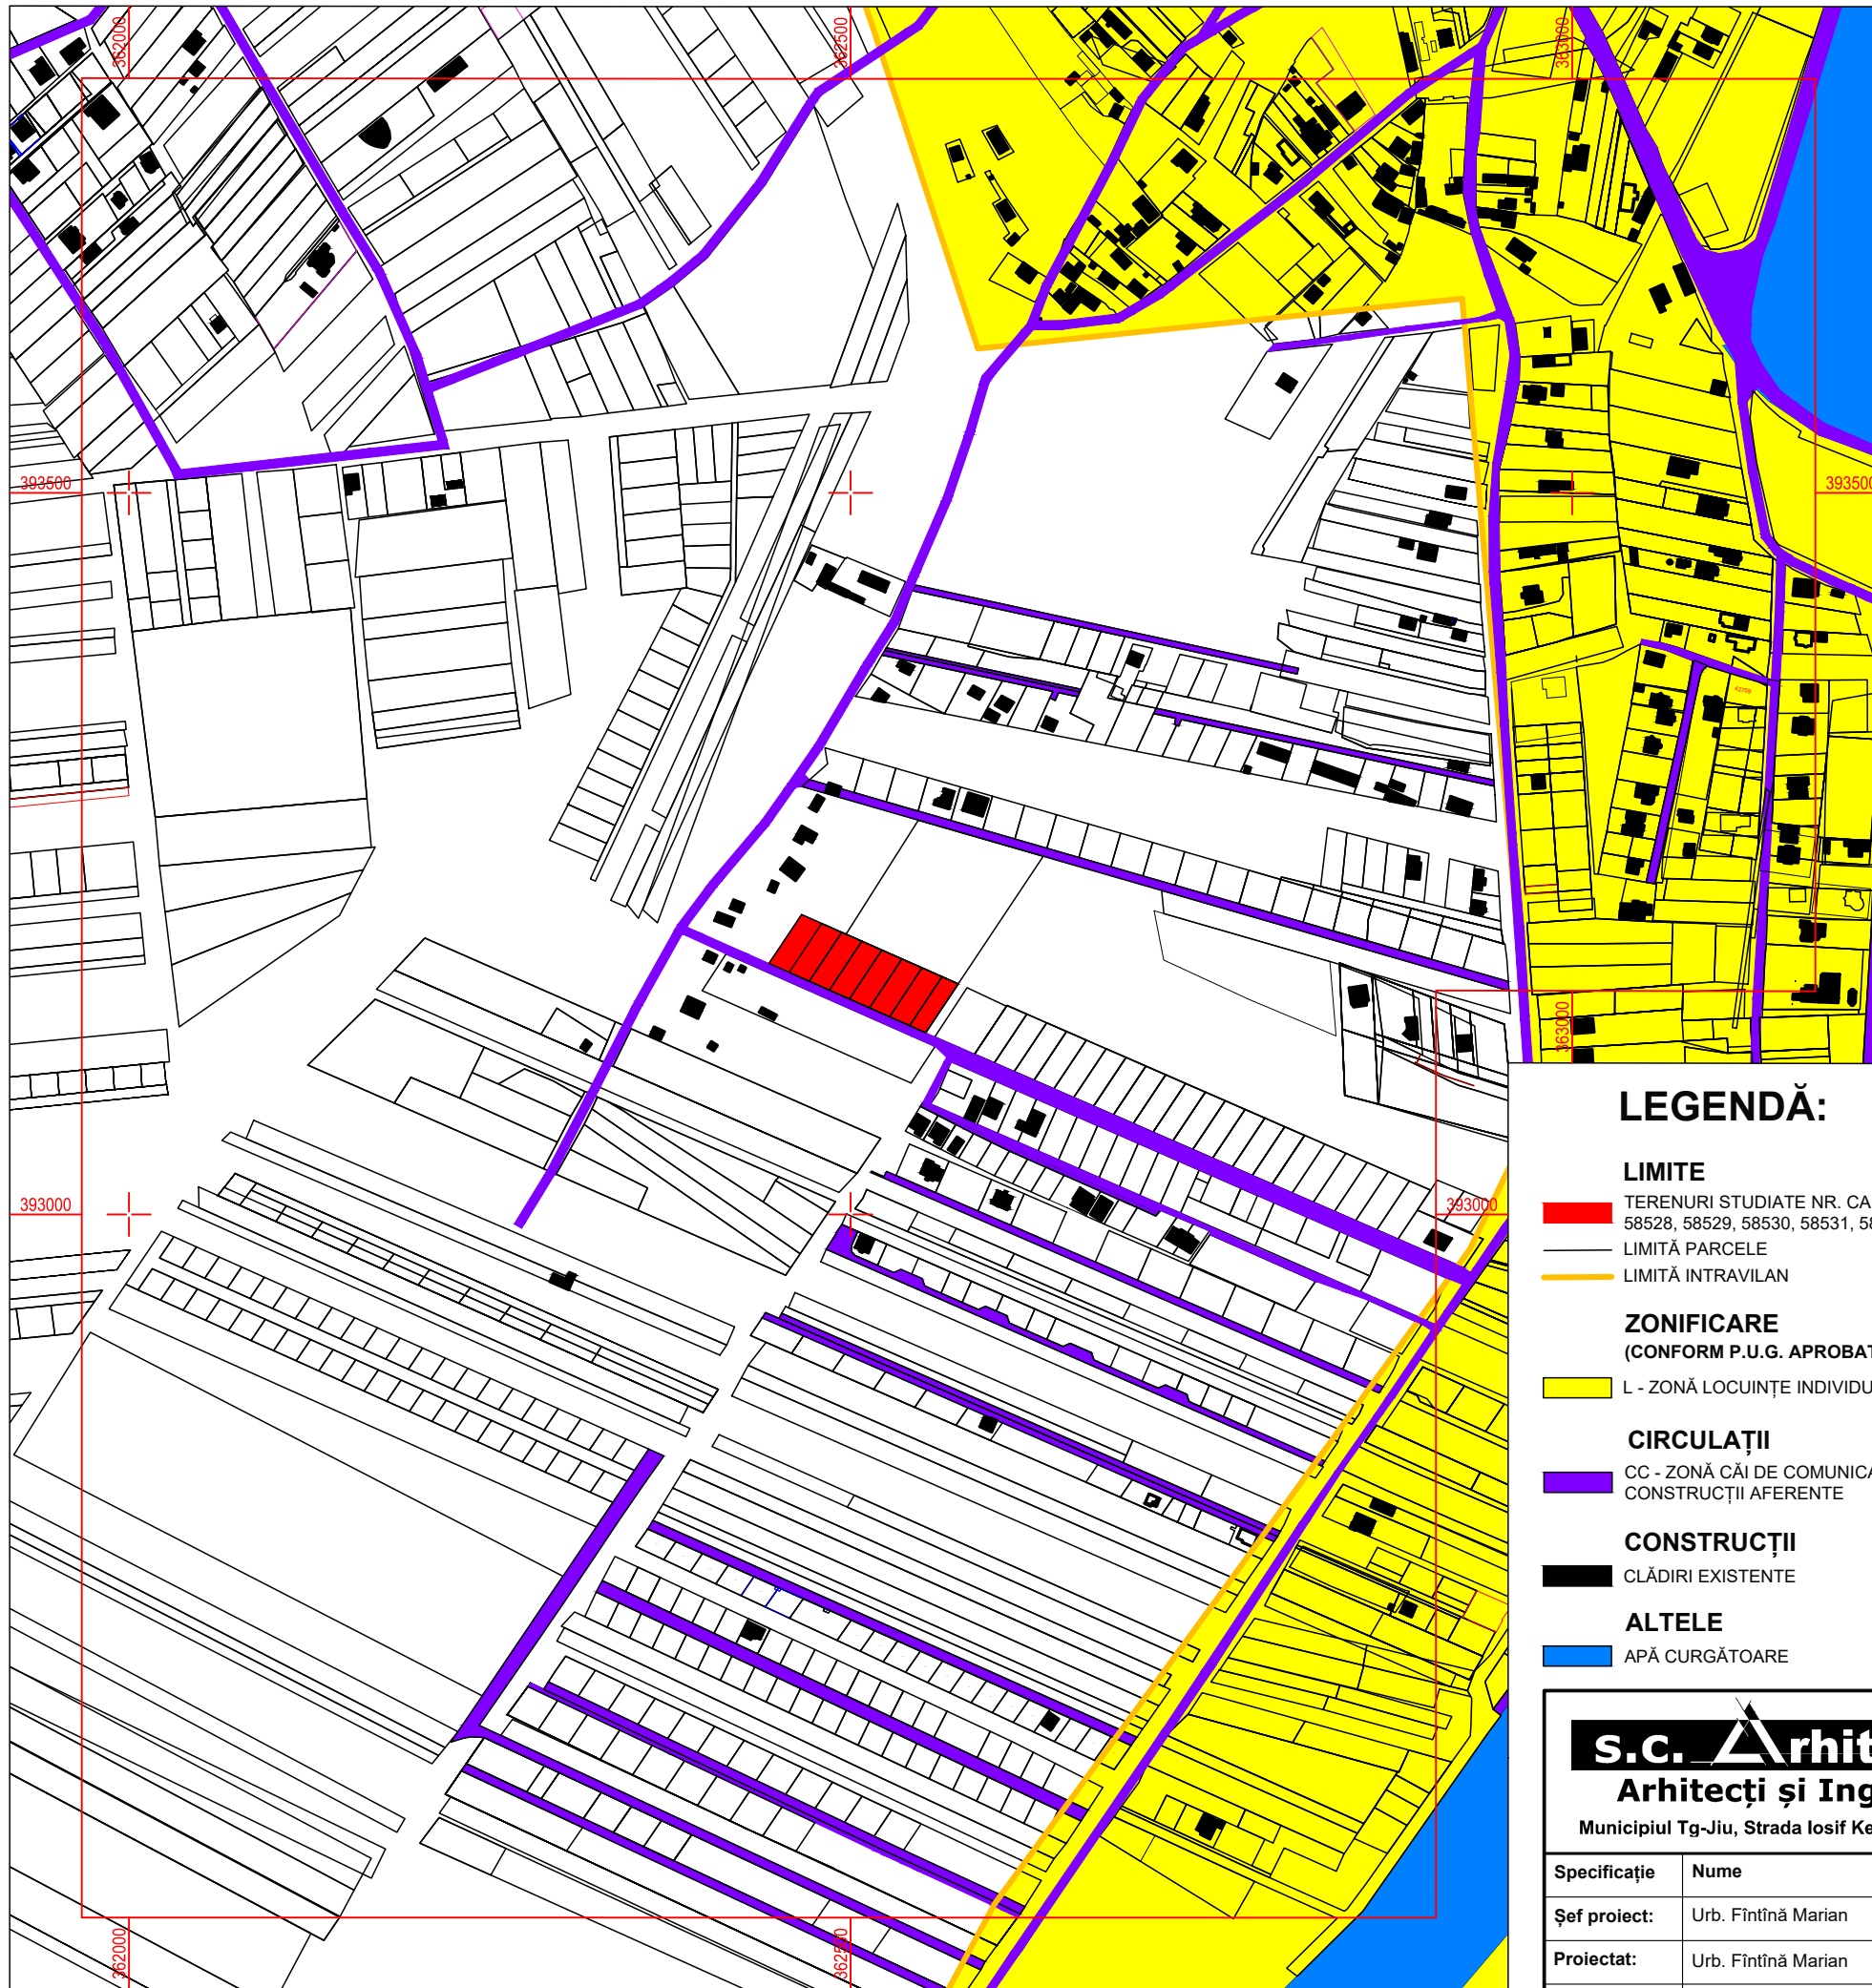 362000
362500
363000
393500
393500
42759
363000
LEGENDĂ:
LIMITE
TERENURI STUDIATE NR. CA
58528, 58529, 58530, 58531, 58
LIMITĂ PARCELE
LIMITĂ INTRAVILAN
393000
393000
ZONIFICARE
(CONFORM P.U.G. APROBAT
L - ZONĂ LOCUINȚE INDIVIDU
CIRCULAȚII
CC - ZONĂ CĂI DE COMUNICA
CONSTRUCȚII AFERENTE
CONSTRUCȚII
CLĂDIRI EXISTENTE
ALTELE
APĂ CURGĂTOARE
s.c. Arhit
Arhitecți și Ing
Municipiul Tg-Jiu, Strada Iosif Ke
Specificație Nume
Șef proiect: Urb. Fîntînă Marian
Proiectat: Urb. Fîntînă Marian
362000
362500